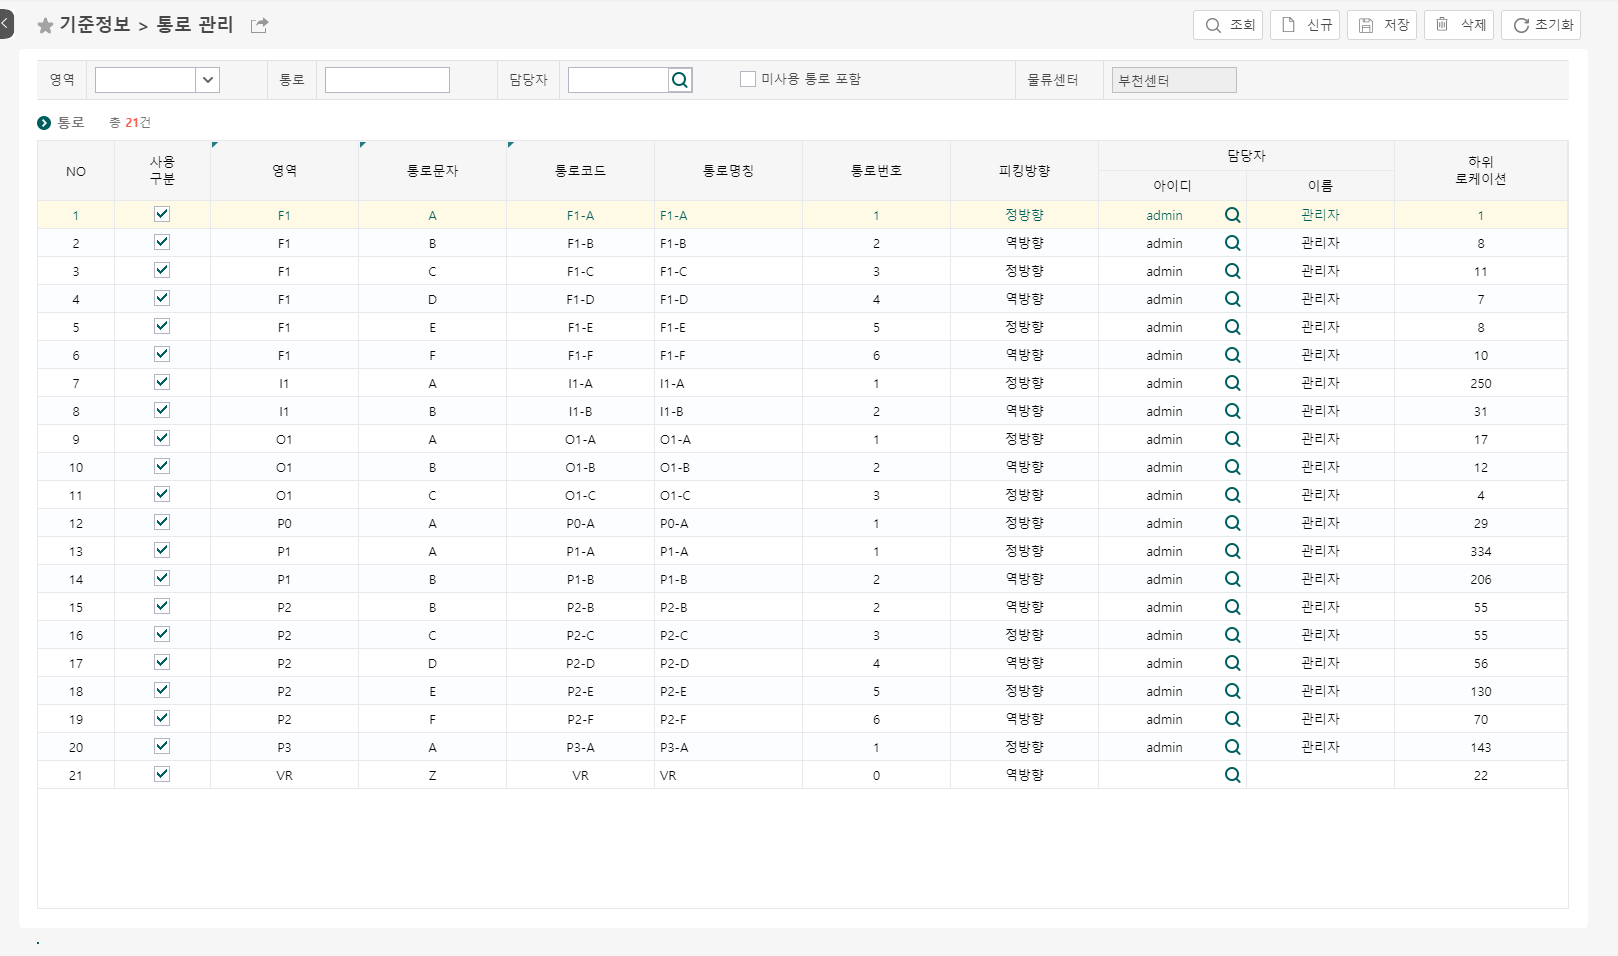 기준정보 > 통로 관리
조회 신규 저장 삭제 초기화
영역 통로 담당자 미사용 통로 포함 물류센터 부천센터
통로 총 21건
NO 사용 구분 영역 통로문자 통로코드 통로명칭 통로번호 피킹방향 담당자 하위 로케이션
아이디 이름
1 F1 A F1-A F1-A 1 정방향 admin 관리자 1
2 F1 B F1-B F1-B 2 역방향 admin 관리자 8
3 F1 C F1-C F1-C 3 정방향 admin 관리자 11
4 F1 D F1-D F1-D 4 역방향 admin 관리자 7
5 F1 E F1-E F1-E 5 정방향 admin 관리자 8
6 F1 F F1-F F1-F 6 역방향 admin 관리자 10
7 I1 A I1-A I1-A 1 정방향 admin 관리자 250
8 I1 B I1-B I1-B 2 역방향 admin 관리자 31
9 O1 A O1-A O1-A 1 정방향 admin 관리자 17
10 O1 B O1-B O1-B 2 역방향 admin 관리자 12
11 O1 C O1-C O1-C 3 정방향 admin 관리자 4
12 P0 A P0-A P0-A 1 정방향 admin 관리자 29
13 P1 A P1-A P1-A 1 정방향 admin 관리자 334
14 P1 B P1-B P1-B 2 역방향 admin 관리자 206
15 P2 B P2-B P2-B 2 역방향 admin 관리자 55
16 P2 C P2-C P2-C 3 정방향 admin 관리자 55
17 P2 D P2-D P2-D 4 역방향 admin 관리자 56
18 P2 E P2-E P2-E 5 정방향 admin 관리자 130
19 P2 F P2-F P2-F 6 역방향 admin 관리자 70
20 P3 A P3-A P3-A 1 정방향 admin 관리자 143
21 VR Z VR VR 0 역방향 22